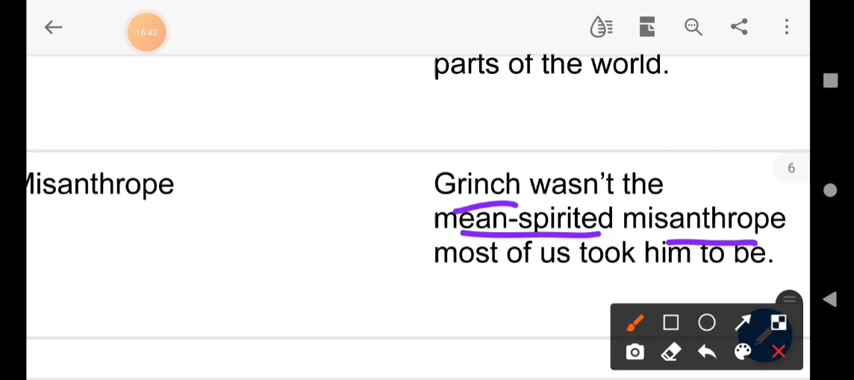 16:42
parts of the world.
6
Misanthrope
Grinch wasn't the
mean-spirited misanthrope
most of us took him to be.